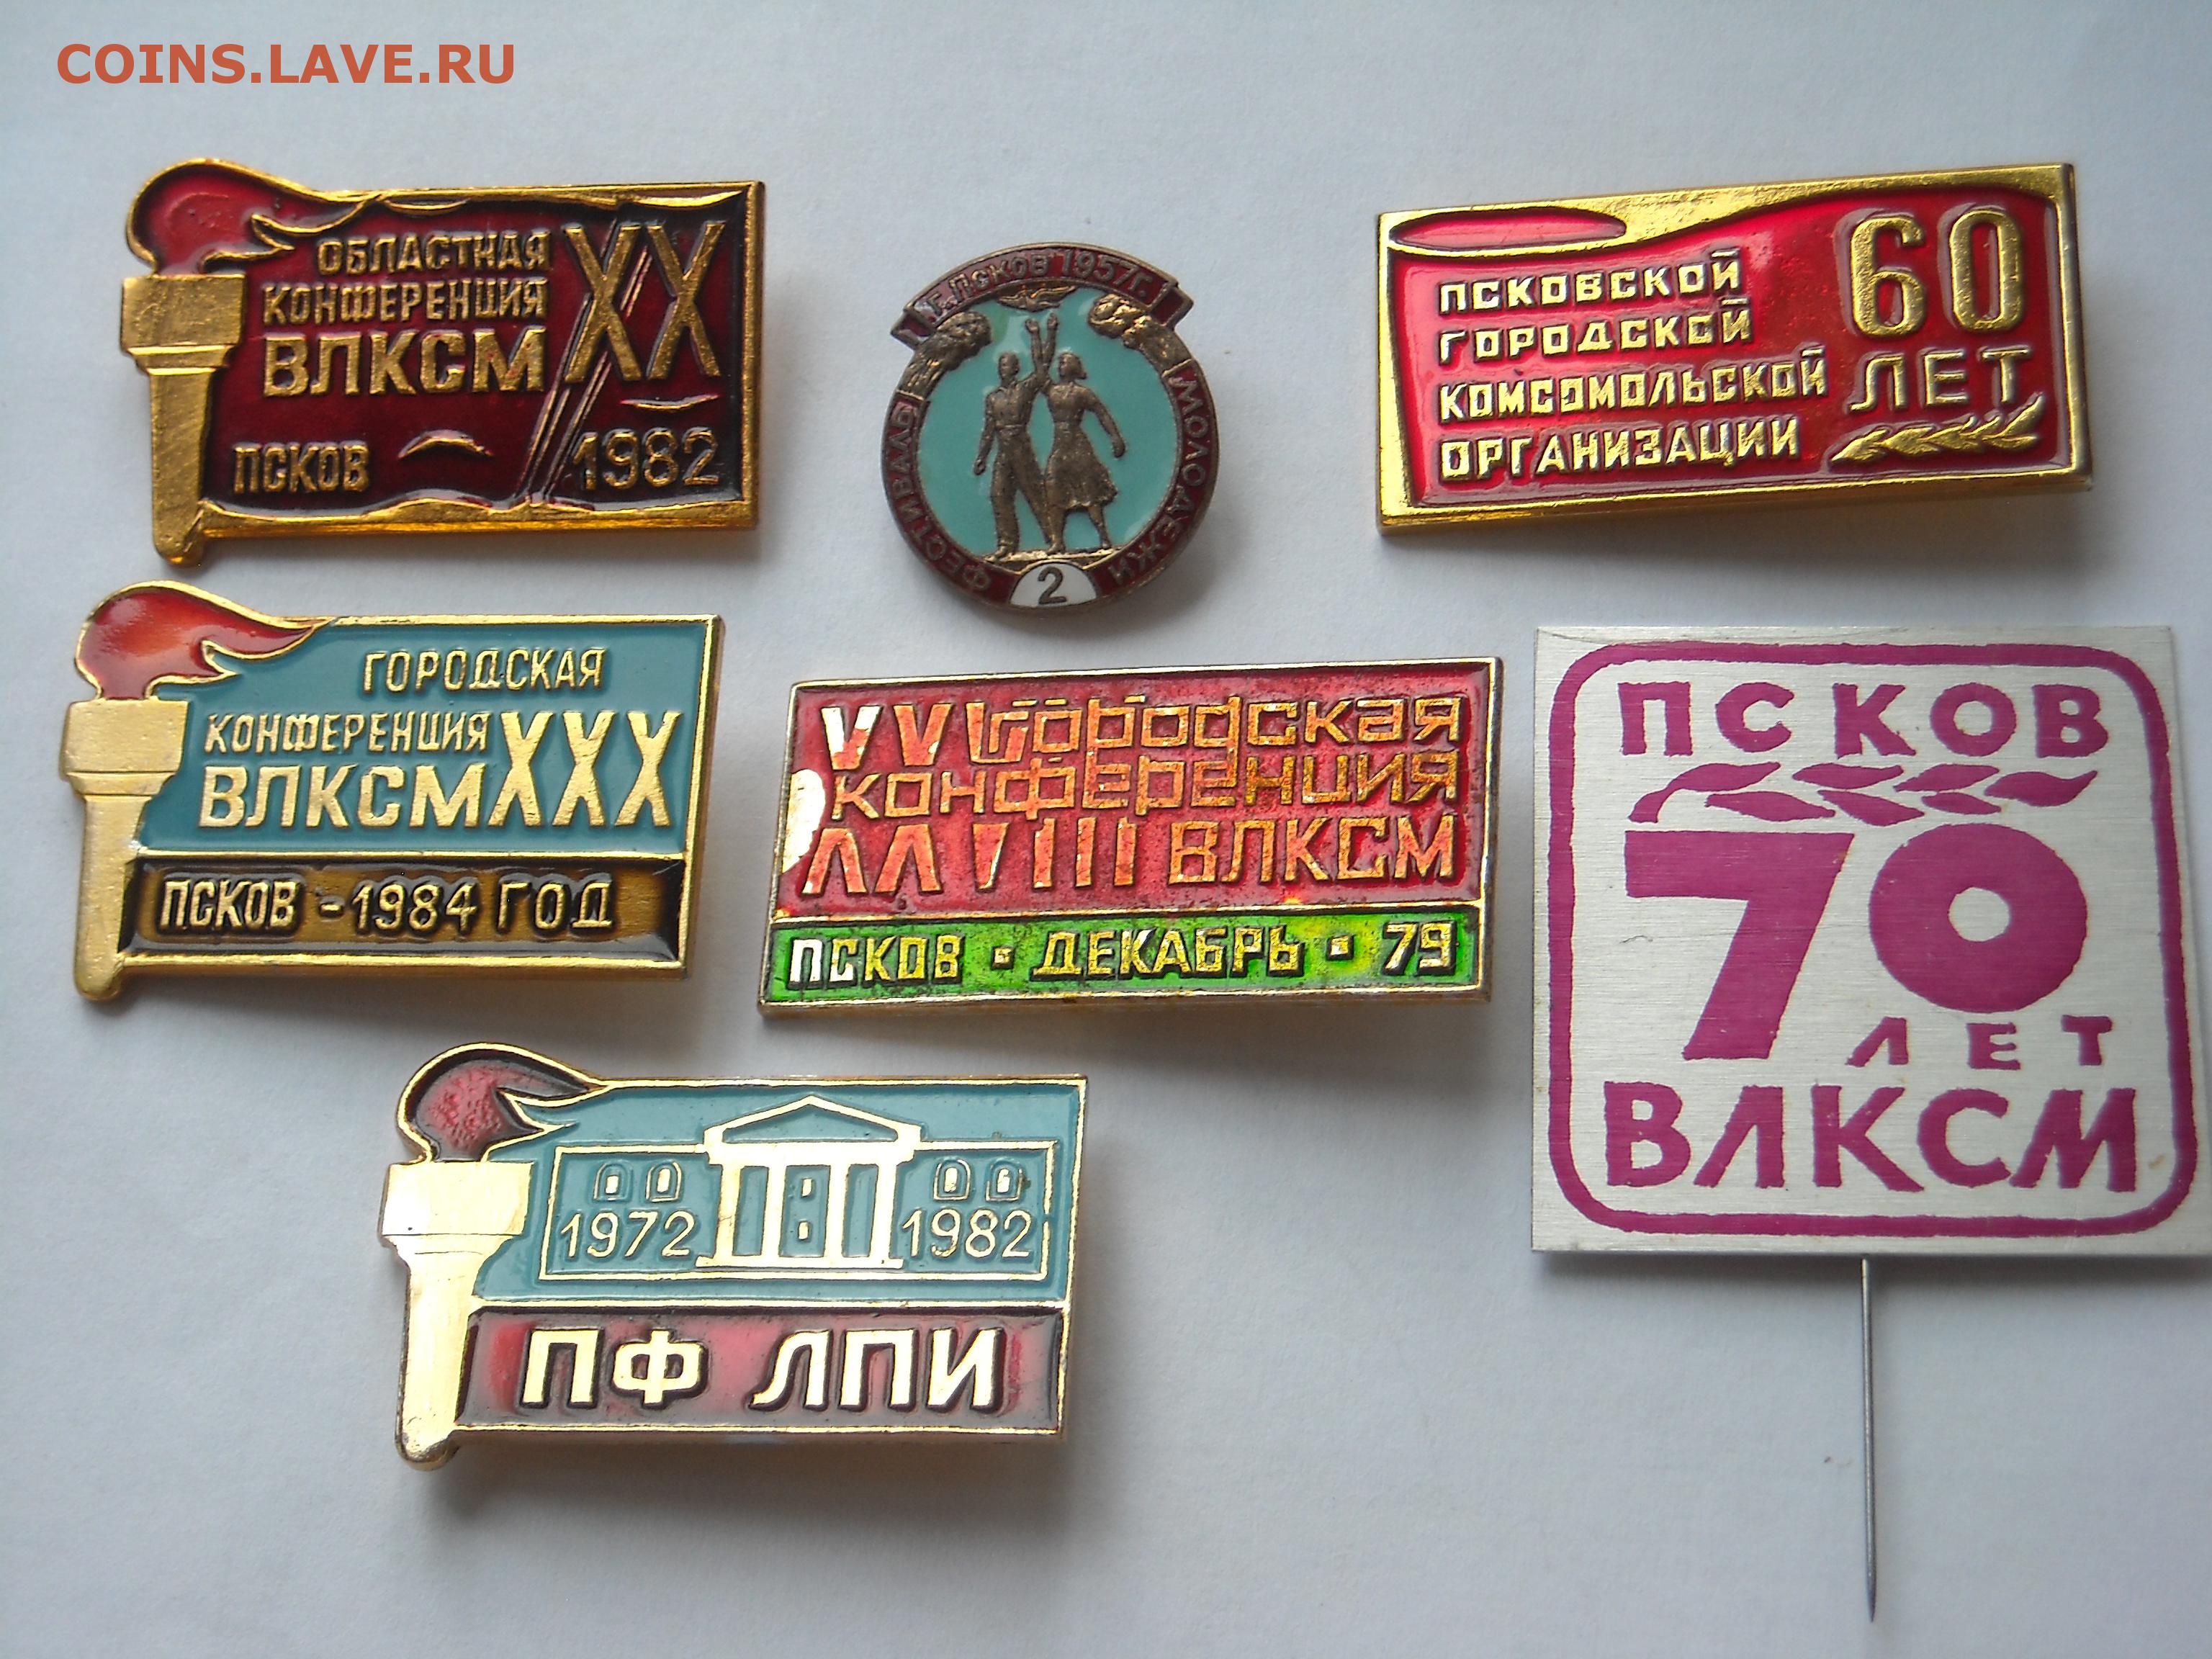 COINS.LAVE.RU
ОБЛАСТНАЯ
КОНФЕРЕНЦИЯ
ВЛКСМ
XX
ПСКОВ 1982
Г. ПСКОВ 1957г.
ФЕСТИВАЛЬ
МОЛОДЕЖИ
2
ПСКОВСКОЙ
ГОРОДСКОЙ
КОМСОМОЛЬСКОЙ
ОРГАНИЗАЦИИ
60
ЛЕТ
ГОРОДСКАЯ
КОНФЕРЕНЦИЯ
ВЛКСМ XXX
ПСКОВ - 1984 ГОД
XXVIII
городская
конференция
ВЛКСМ
ПСКОВ · ДЕКАБРЬ · 79
ПСКОВ
70
ЛЕТ
ВЛКСМ
1972 1982
ПФ ЛПИ